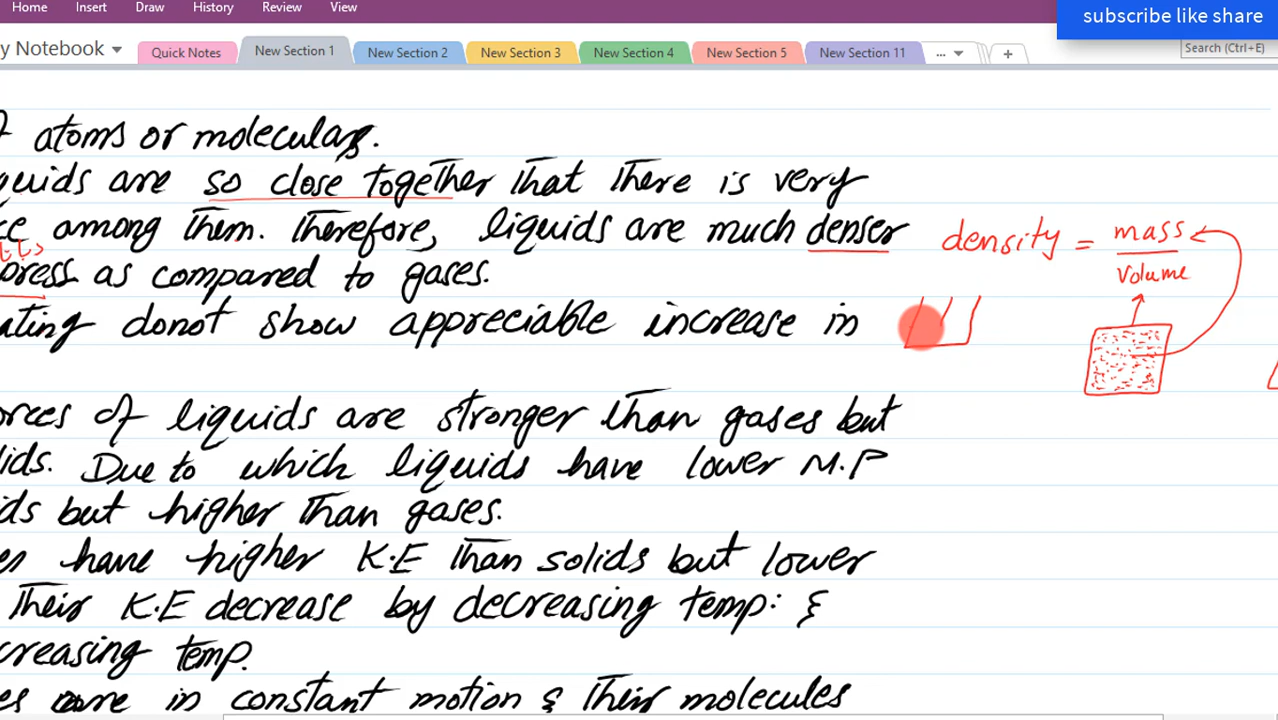 Home Insert Draw History Review View
subscribe like share
y Notebook Quick Notes New Section 1 New Section 2 New Section 3 New Section 4 New Section 5 New Section 11 ... + Search (Ctrl+E)
f atoms or molecular
quids are so close together that there is very
ce among them. Therefore, liquids are much denser
density = mass
volume
press as compared to gases.
ating donot show appreciable increase in
orces of liquids are stronger than gases but
lids. Due to which liquids have lower M.P
ds but higher than gases.
es have higher K.E than solids but lower
Their K.E decrease by decreasing temp: &
creasing temp.
es are in constant motion & their molecules